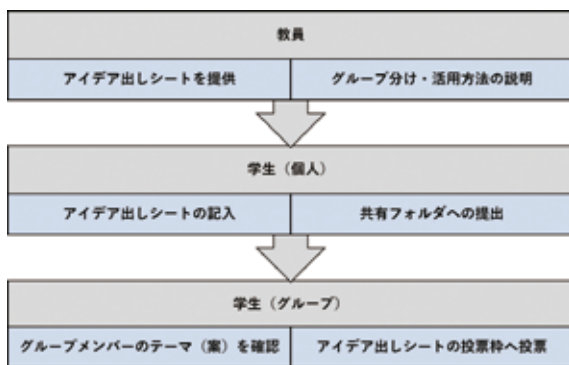 教員
アイデア出しシートを提供
グループ分け・活用方法の説明
学生（個人）
アイデア出しシートの記入
共有フォルダへの提出
学生（グループ）
グループメンバーのテーマ（案）を確認
アイデア出しシートの投票枠へ投票